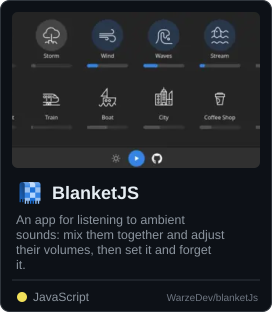 Storm Wind Waves Stream
Train Boat City Coffee Shop
BlanketJS
An app for listening to ambient
sounds: mix them together and adjust
their volumes, then set it and forget
it.
JavaScript WarzeDev/blanketJs